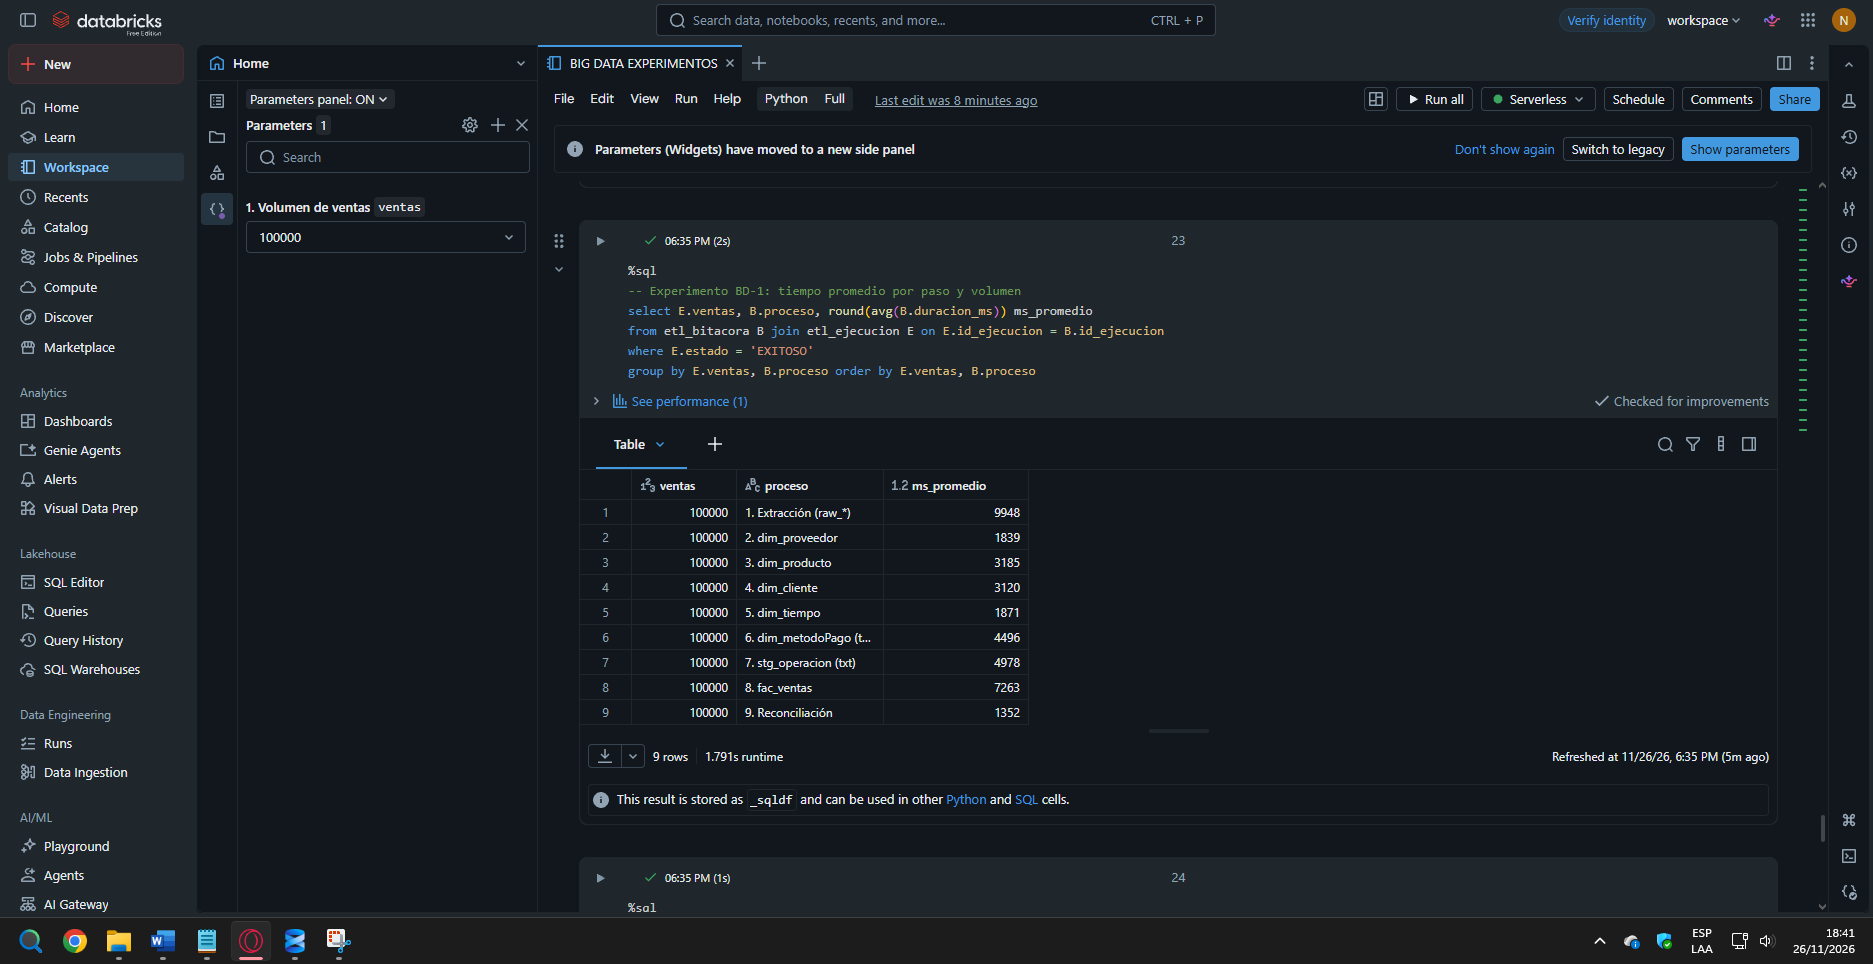 databricks
Free Edition
Search data, notebooks, recents, and more...
CTRL + P
Verify identity
workspace
N
New
Home
Learn
Workspace
Recents
Catalog
Jobs & Pipelines
Compute
Discover
Marketplace
Analytics
Dashboards
Genie Agents
Alerts
Visual Data Prep
Lakehouse
SQL Editor
Queries
Query History
SQL Warehouses
Data Engineering
Runs
Data Ingestion
AI/ML
Playground
Agents
AI Gateway
Home
Parameters panel: ON
Parameters 1
Search
1. Volumen de ventas ventas
100000
BIG DATA EXPERIMENTOS
File Edit View Run Help Python Full Last edit was 8 minutes ago
Run all
Serverless
Schedule
Comments
Share
Parameters (Widgets) have moved to a new side panel
Don't show again
Switch to legacy
Show parameters
06:35 PM (2s)
23
%sql
-- Experimento BD-1: tiempo promedio por paso y volumen
select E.ventas, B.proceso, round(avg(B.duracion_ms)) ms_promedio
from etl_bitacora B join etl_ejecucion E on E.id_ejecucion = B.id_ejecucion
where E.estado = 'EXITOSO'
group by E.ventas, B.proceso order by E.ventas, B.proceso
See performance (1)
Checked for improvements
Table
ventas proceso 1.2 ms_promedio
1 100000 1. Extracción (raw_*) 9948
2 100000 2. dim_proveedor 1839
3 100000 3. dim_producto 3185
4 100000 4. dim_cliente 3120
5 100000 5. dim_tiempo 1871
6 100000 6. dim_metodoPago (t... 4496
7 100000 7. stg_operacion (txt) 4978
8 100000 8. fac_ventas 7263
9 100000 9. Reconciliación 1352
9 rows
1.791s runtime
Refreshed at 11/26/26, 6:35 PM (5m ago)
This result is stored as _sqldf and can be used in other Python and SQL cells.
06:35 PM (1s)
24
%sql
ESP
LAA
18:41
26/11/2026